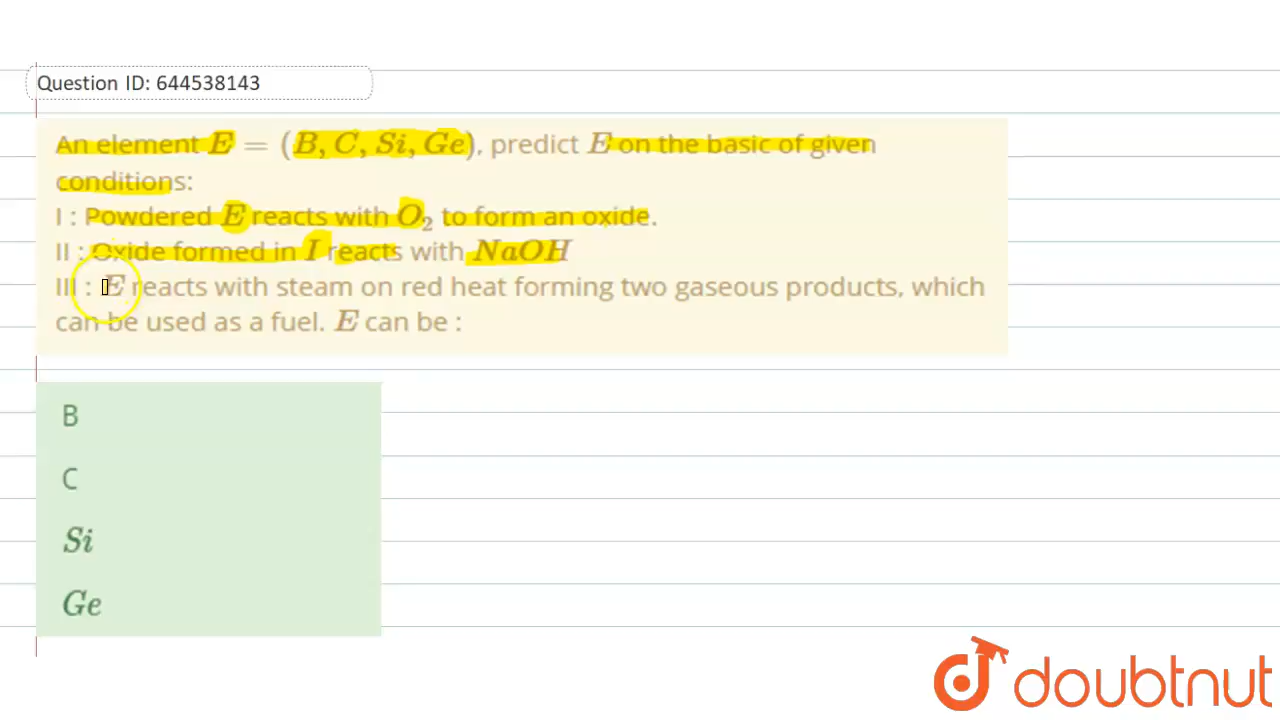 Question ID: 644538143
An element E = (B, C, Si, Ge), predict E on the basic of given
conditions:
I : Powdered E reacts with O₂ to form an oxide.
II : Oxide formed in I reacts with NaOH
III : E reacts with steam on red heat forming two gaseous products, which
can be used as a fuel. E can be :
B
C
Si
Ge
doubtnut